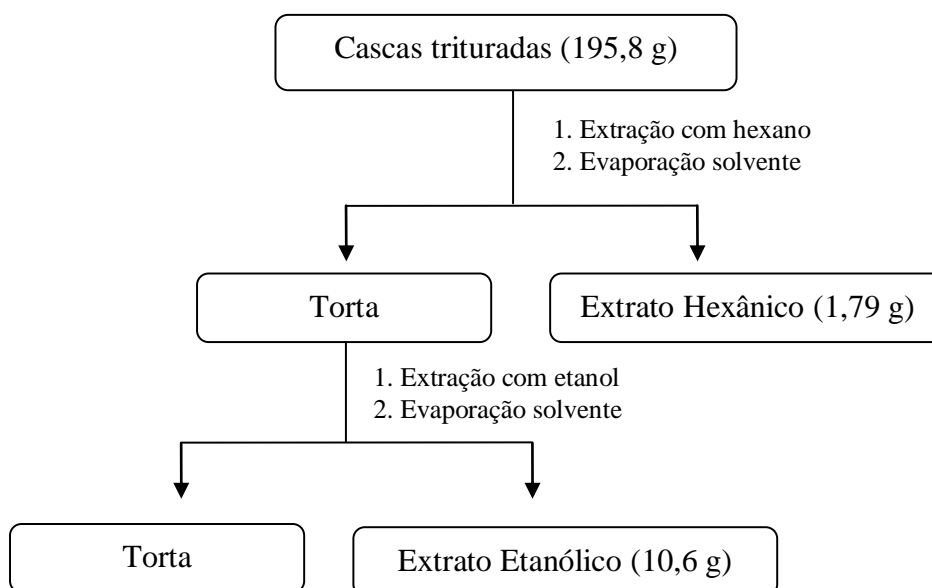 Cascas trituradas (195,8 g)
1. Extração com hexano
2. Evaporação solvente
Torta
Extrato Hexânico (1,79 g)
1. Extração com etanol
2. Evaporação solvente
Torta
Extrato Etanólico (10,6 g)